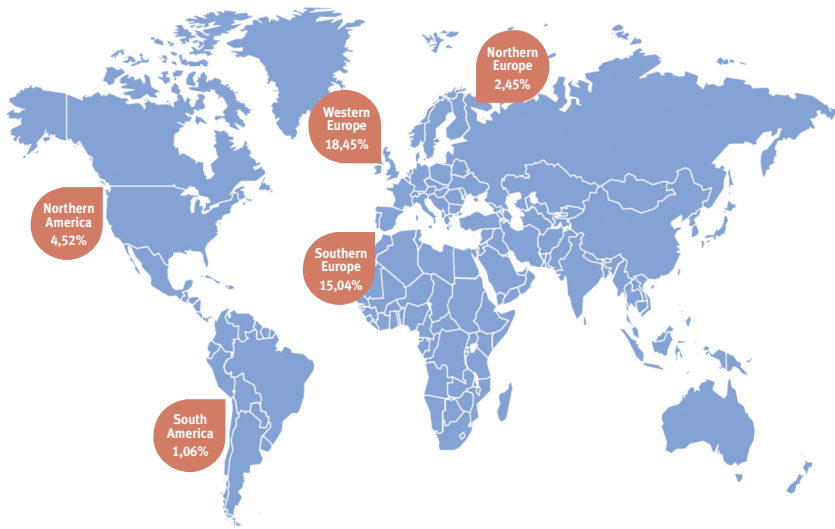 Northern
Europe
2,45%
Western
Europe
18,45%
Northern
America
4,52%
Southern
Europe
15,04%
South
America
1,06%